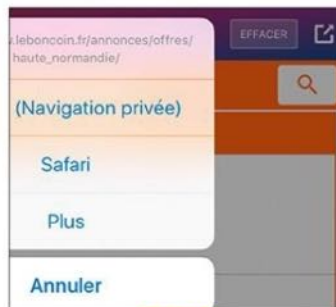 .leboncoin.fr/annonces/offres/
haute_normandie/
EFFACER
(Navigation privée)
Safari
Plus
Annuler